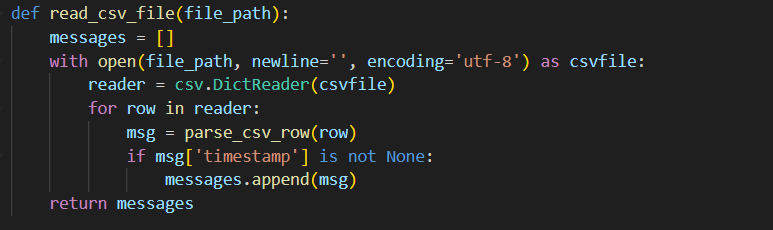 def read_csv_file(file_path):
    messages = []
    with open(file_path, newline='', encoding='utf-8') as csvfile:
        reader = csv.DictReader(csvfile)
        for row in reader:
            msg = parse_csv_row(row)
            if msg['timestamp'] is not None:
                messages.append(msg)
    return messages